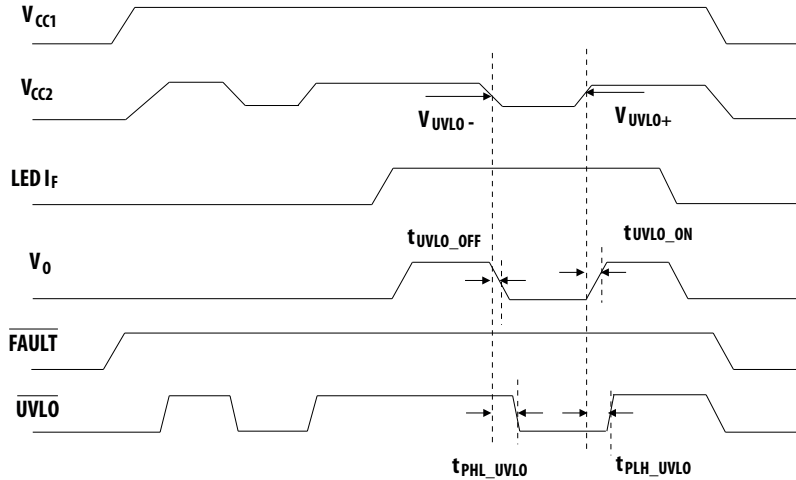 VCC1
VCC2
VUVLO -
VUVLO+
LED IF
tUVLO_OFF
tUVLO_ON
VO
FAULT
UVLO
tPHL_UVLO
tPLH_UVLO